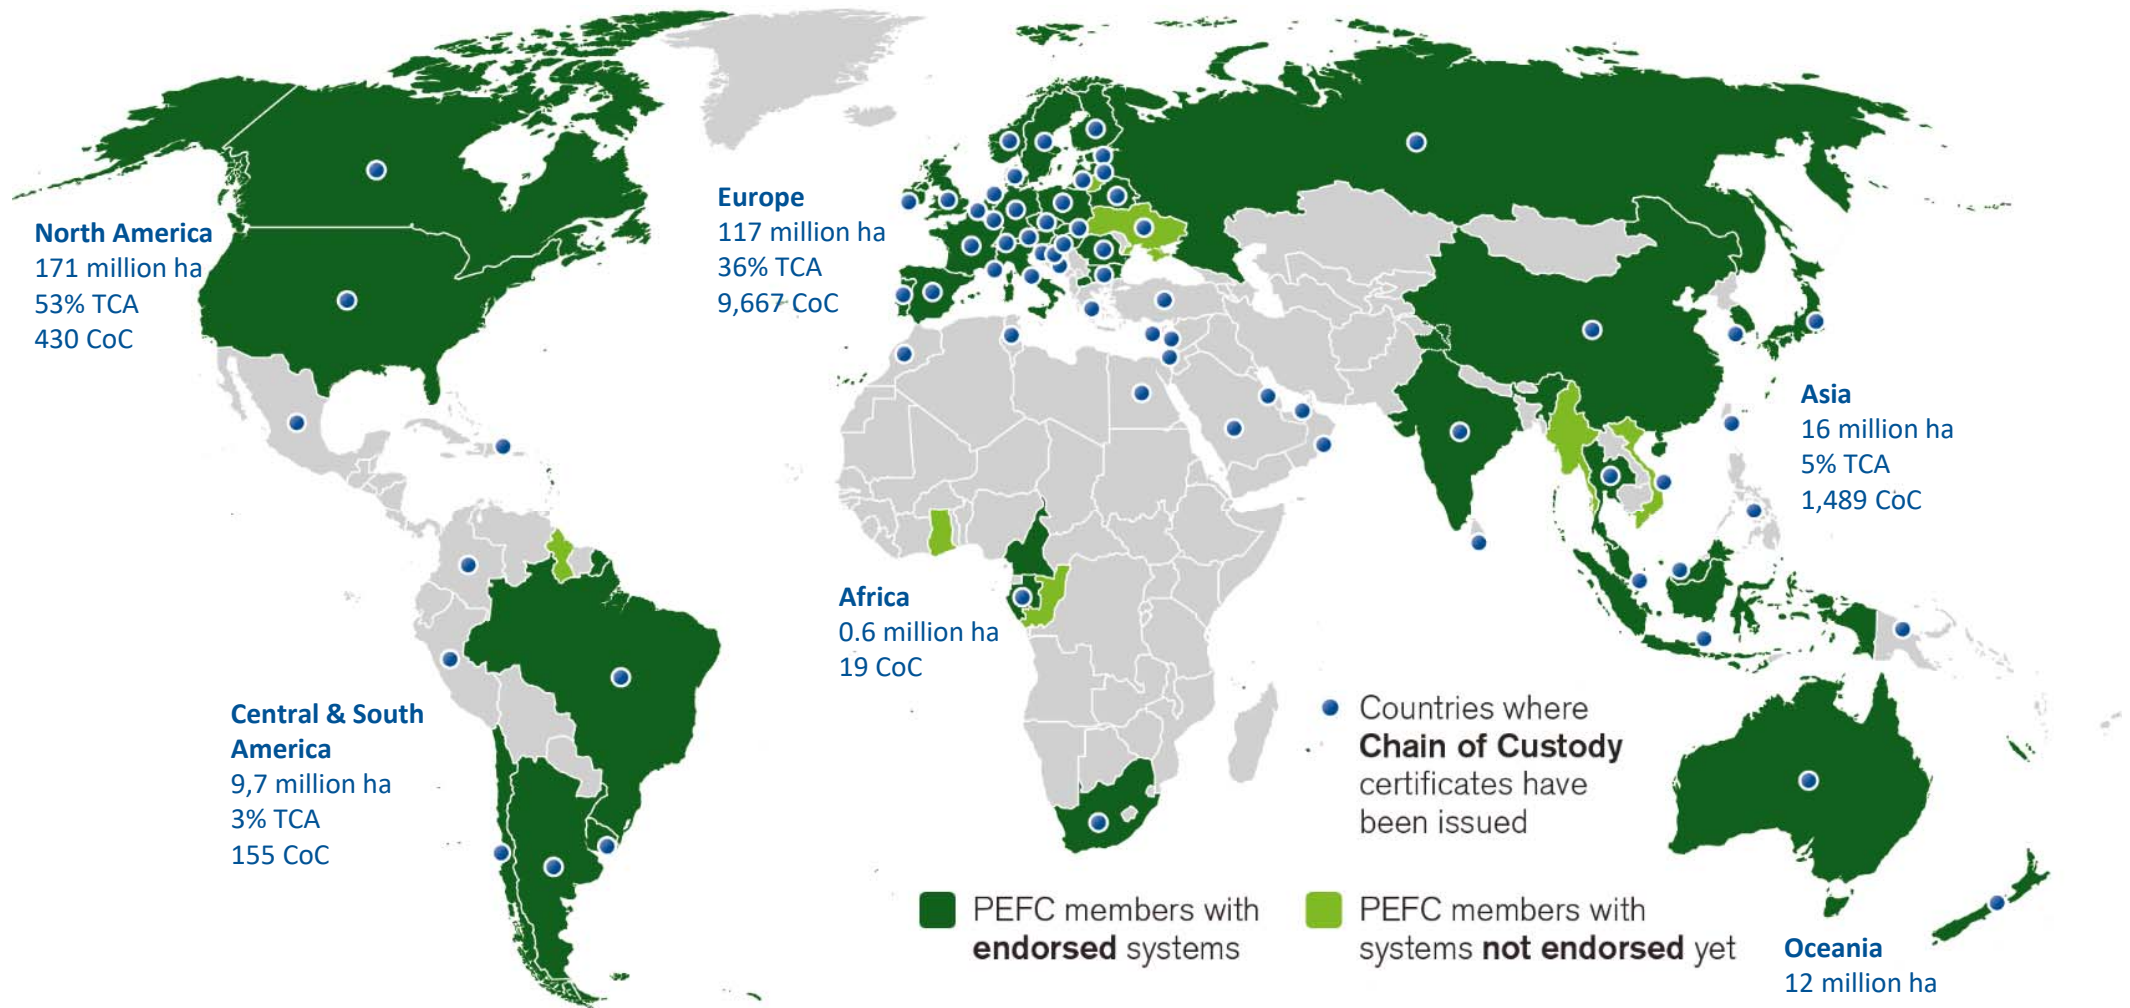 North America
171 million ha
53% TCA
430 CoC
Europe
117 million ha
36% TCA
9,667 CoC
Asia
16 million ha
5% TCA
1,489 CoC
Africa
0.6 million ha
19 CoC
Central & South
America
9,7 million ha
3% TCA
155 CoC
Countries where
Chain of Custody
certificates have
been issued
PEFC members with
endorsed systems
PEFC members with
systems not endorsed yet
Oceania
12 million ha